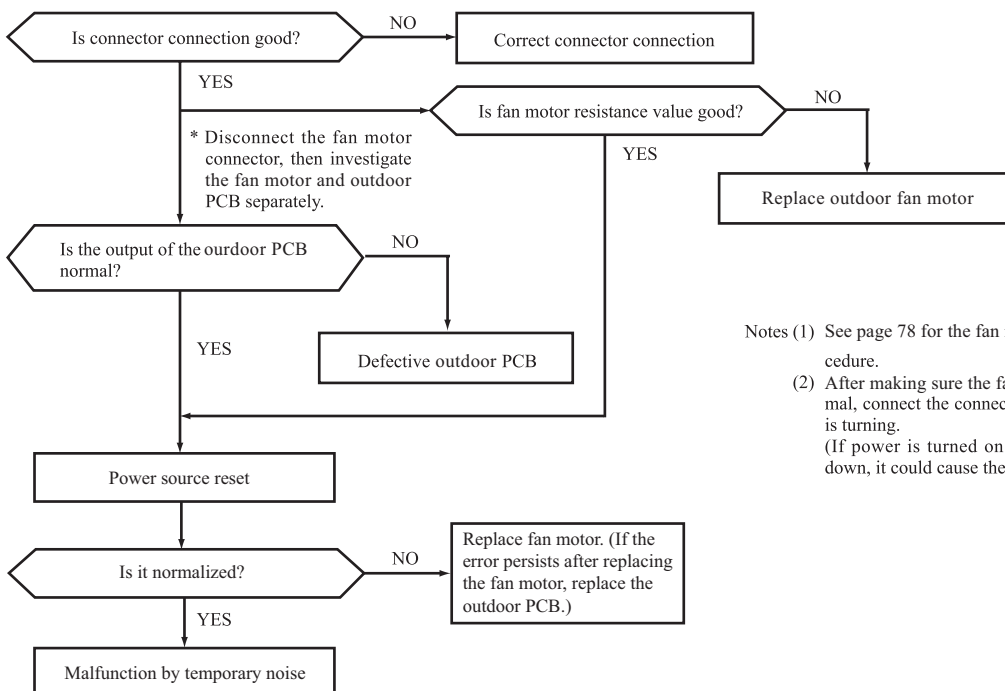 Is connector connection good?
NO
Correct connector connection
YES
Is fan motor resistance value good?
NO
YES
Replace outdoor fan motor
* Disconnect the fan motor
connector, then investigate
the fan motor and outdoor
PCB separately.
Is the output of the ourdoor PCB
normal?
NO
YES
Defective outdoor PCB
Notes (1) See page 78 for the fan
cedure.
(2) After making sure the
mal, connect the
is turning.
(If power is turned on
down, it could cause the
Power source reset
Is it normalized?
NO
Replace fan motor. (If the
error persists after replacing
the fan motor, replace the
outdoor PCB.)
YES
Malfunction by temporary noise